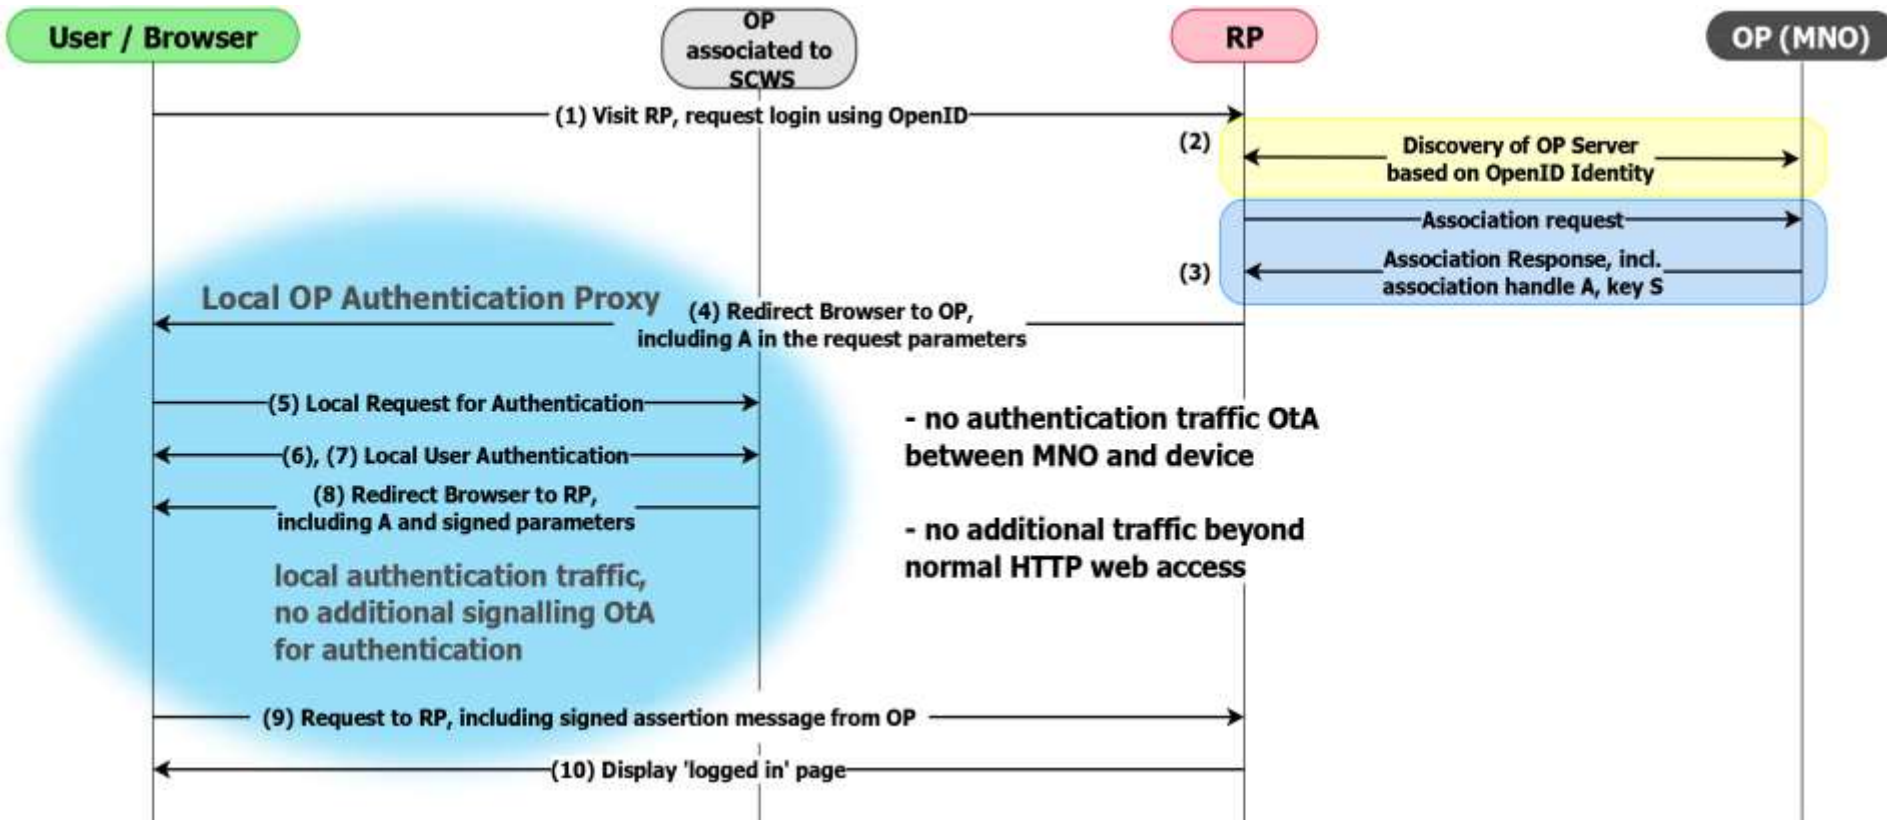 User / Browser
OP
associated to
SCWS
RP
OP (MNO)
(1) Visit RP, request login using OpenID
(2)
Discovery of OP Server
based on OpenID Identity
Association request
(3)
Association Response, incl.
association handle A, key S
Local OP Authentication Proxy
(4) Redirect Browser to OP,
including A in the request parameters
(5) Local Request for Authentication
- no authentication traffic OtA
between MNO and device
(6), (7) Local User Authentication
(8) Redirect Browser to RP,
including A and signed parameters
- no additional traffic beyond
normal HTTP web access
local authentication traffic,
no additional signalling OtA
for authentication
(9) Request to RP, including signed assertion message from OP
(10) Display 'logged in' page